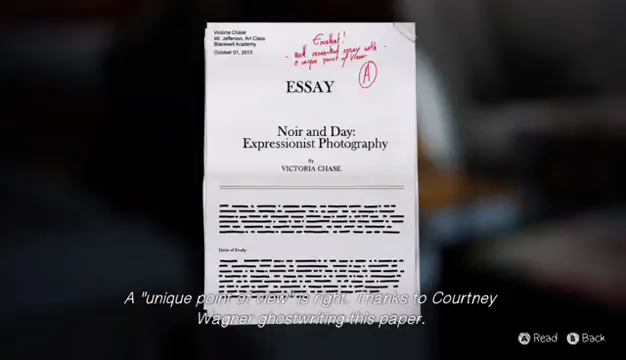 Victoria Chase
Mr. Jefferson, Art Class
Blackwell Academy
October 01, 2013
Excellent!
- Well researched essay with -
a unique point of view
A
ESSAY
Noir and Day:
Expressionist Photography
By
VICTORIA CHASE
A "unique point of view" is right. Thanks to Courtney
Wagner ghostwriting this paper.
A Read B Back